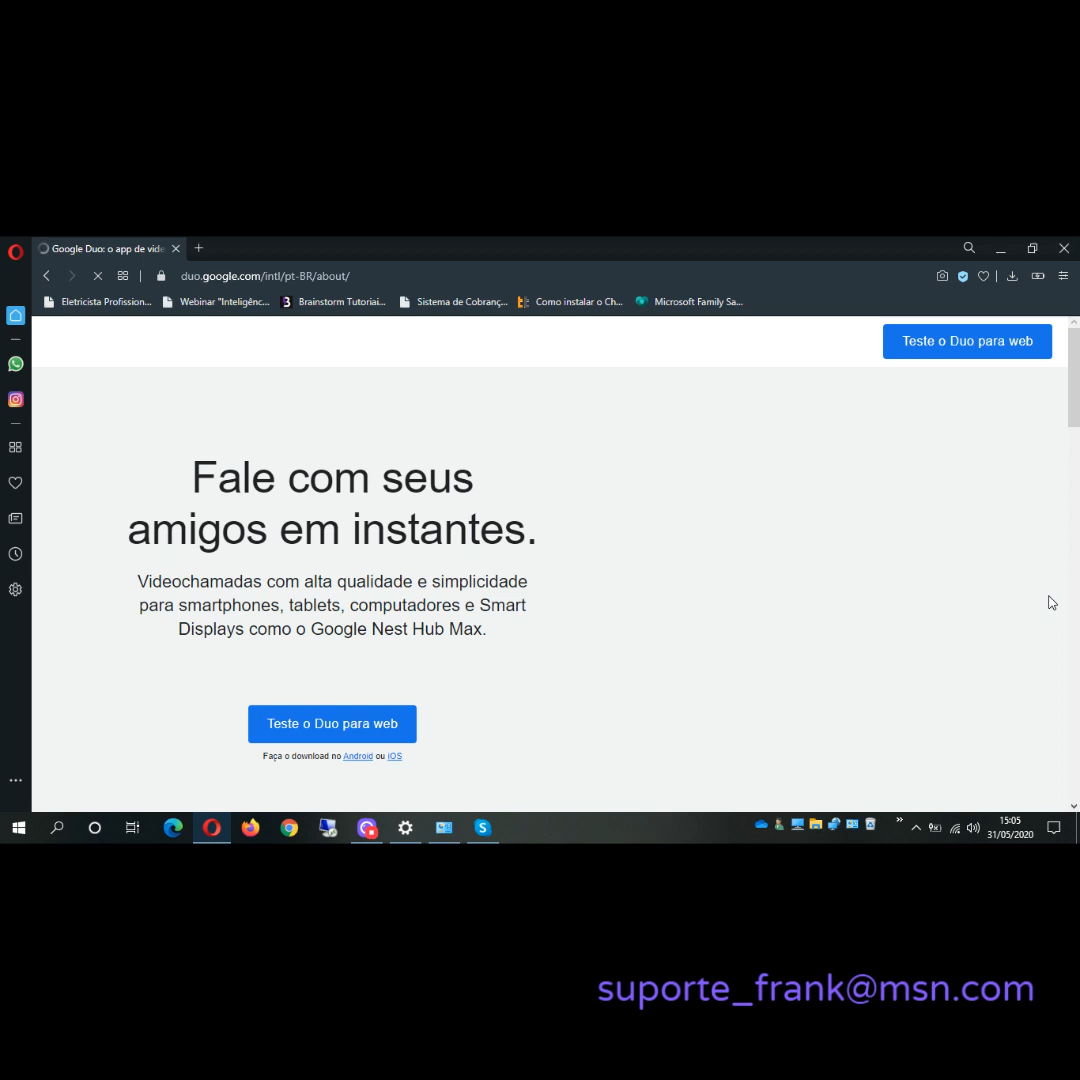 Google Duo: o app de vide
duo.google.com/intl/pt-BR/about/
Eletricista Profission...
Webinar "Inteligênc...
Brainstorm Tutoriai...
Sistema de Cobranç...
Como instalar o Ch...
Microsoft Family Sa...
Teste o Duo para web
Fale com seus
amigos em instantes.
Videochamadas com alta qualidade e simplicidade
para smartphones, tablets, computadores e Smart
Displays como o Google Nest Hub Max.
Teste o Duo para web
Faça o download no Android ou iOS
15:05
31/05/2020
suporte_frank@msn.com